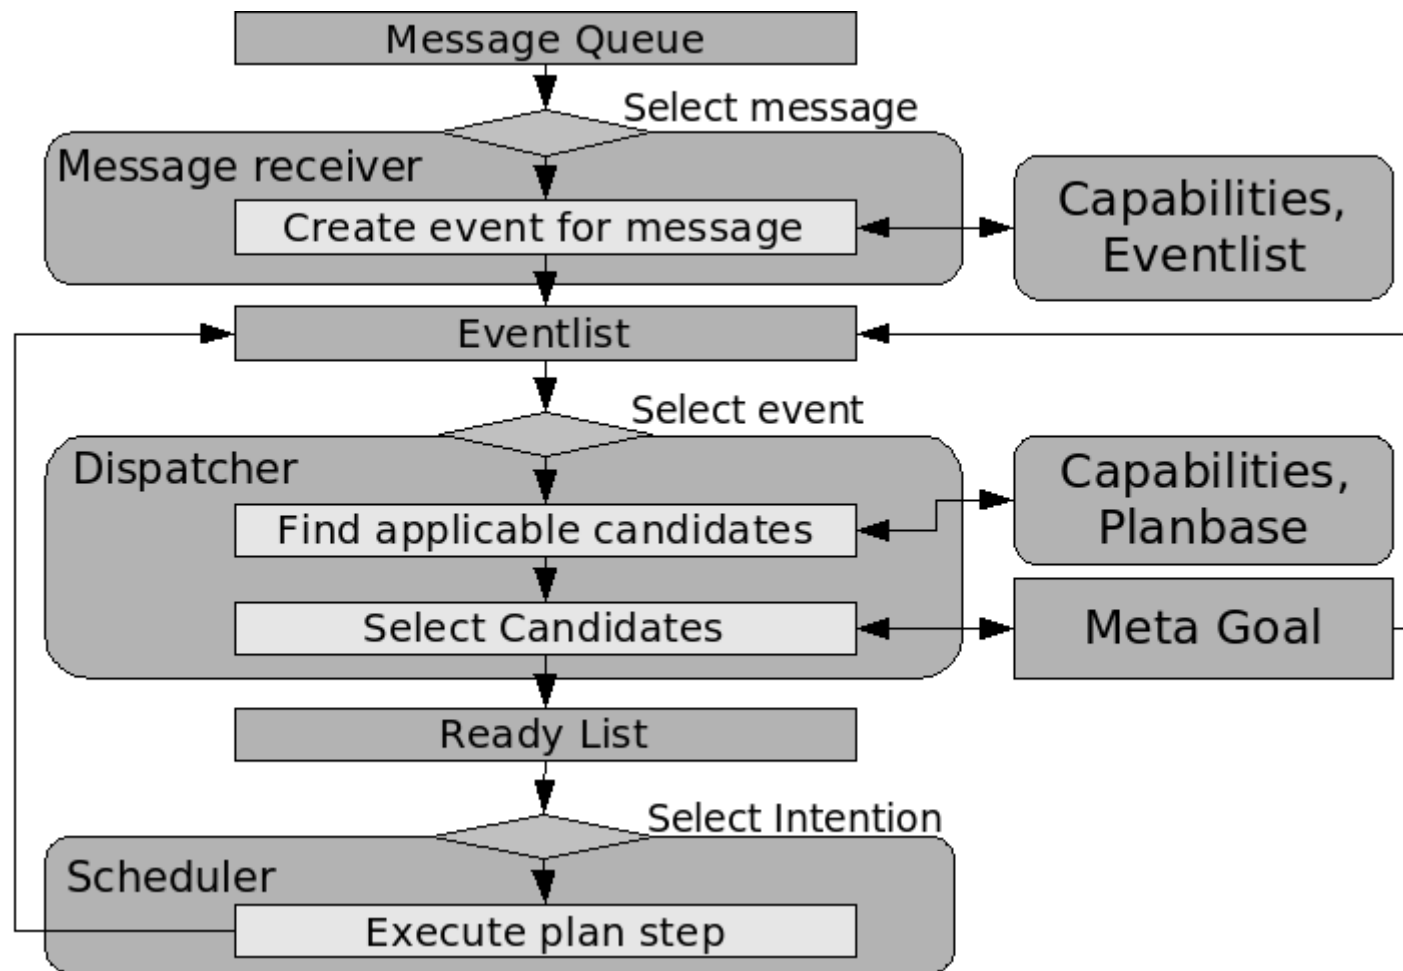 Message Queue
Select message
Message receiver
Create event for message
Capabilities,
Eventlist
Eventlist
Select event
Dispatcher
Find applicable candidates
Capabilities,
Planbase
Select Candidates
Meta Goal
Ready List
Select Intention
Scheduler
Execute plan step